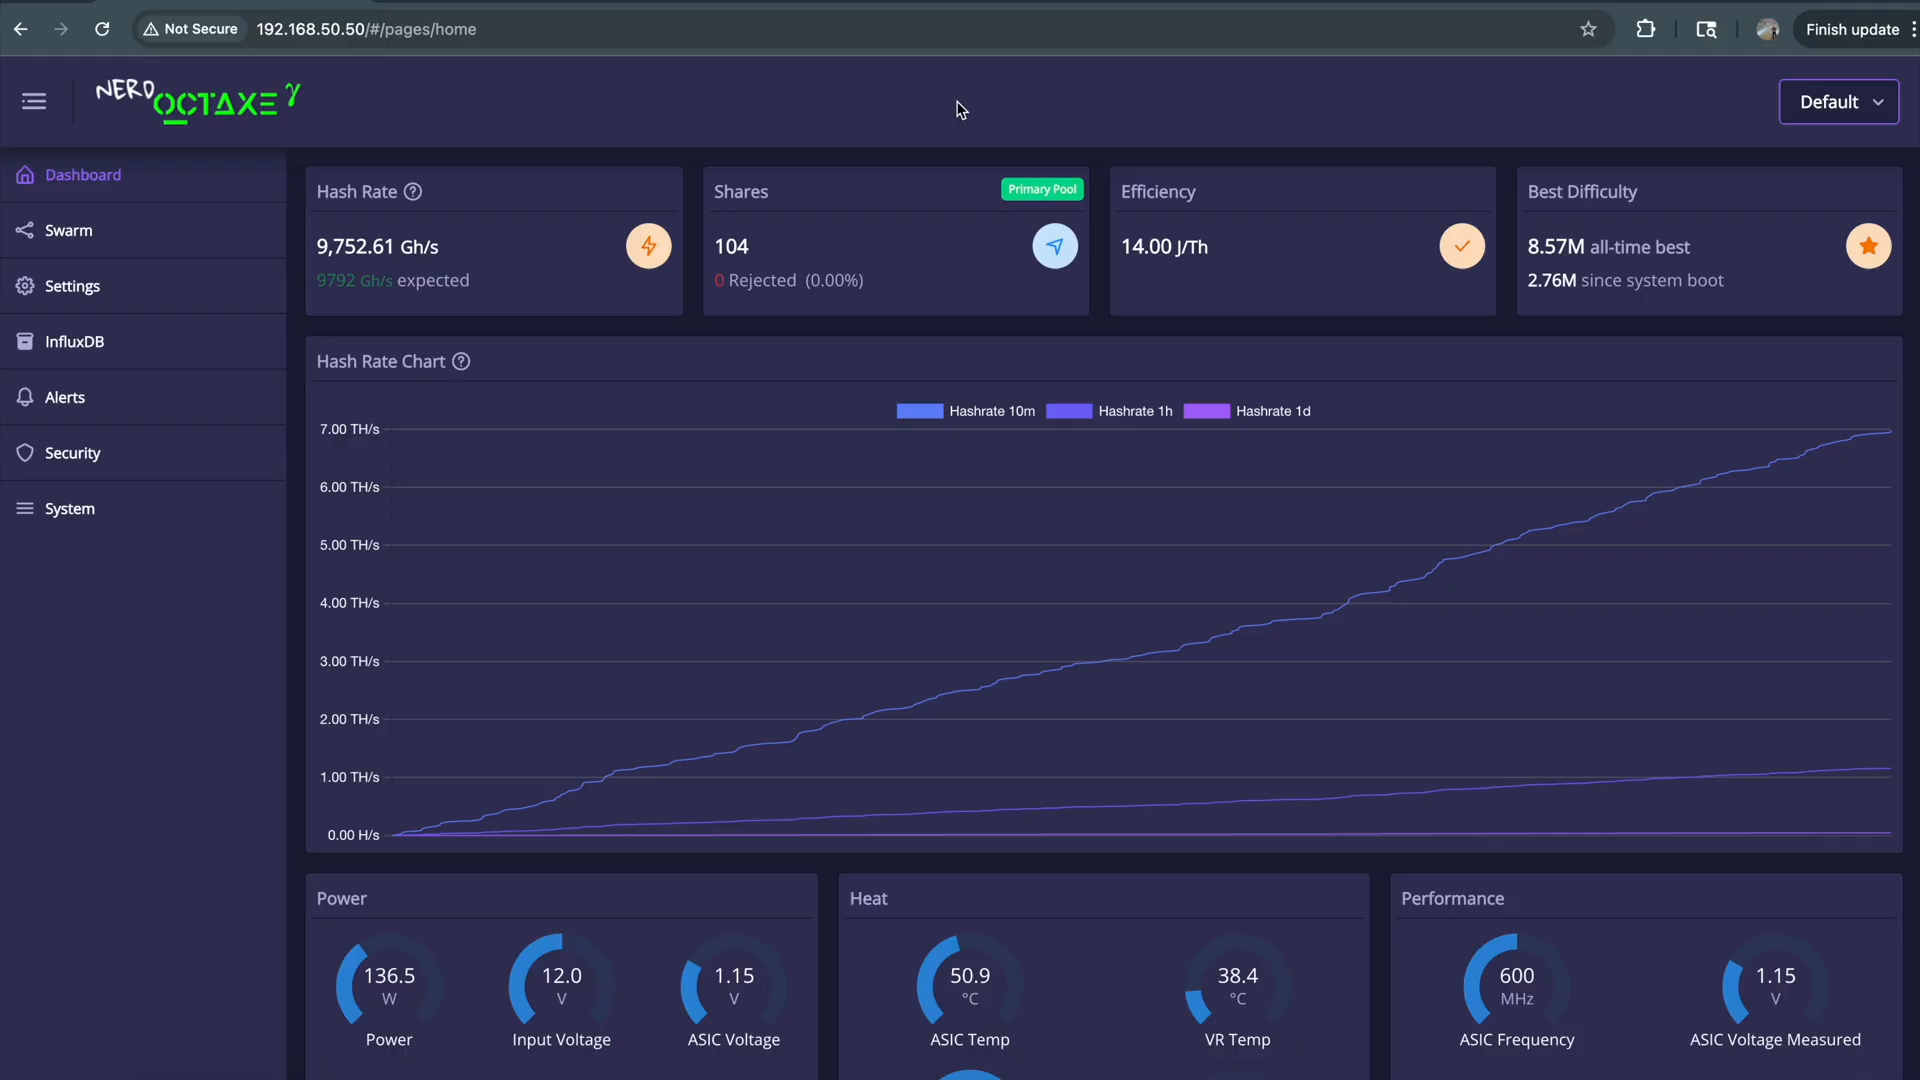 Not Secure 192.168.50.50/#/pages/home Finish update
NERD OCTAXE γ
Default
Dashboard
Swarm
Settings
InfluxDB
Alerts
Security
System
Hash Rate
9,752.61 Gh/s
9792 Gh/s expected
Shares
Primary Pool
104
0 Rejected (0.00%)
Efficiency
14.00 J/Th
Best Difficulty
8.57M all-time best
2.76M since system boot
Hash Rate Chart
Hashrate 10m Hashrate 1h Hashrate 1d
7.00 TH/s
6.00 TH/s
5.00 TH/s
4.00 TH/s
3.00 TH/s
2.00 TH/s
1.00 TH/s
0.00 H/s
Power
136.5
W
Power
12.0
V
Input Voltage
1.15
V
ASIC Voltage
Heat
50.9
°C
ASIC Temp
38.4
°C
VR Temp
Performance
600
MHz
ASIC Frequency
1.15
V
ASIC Voltage Measured